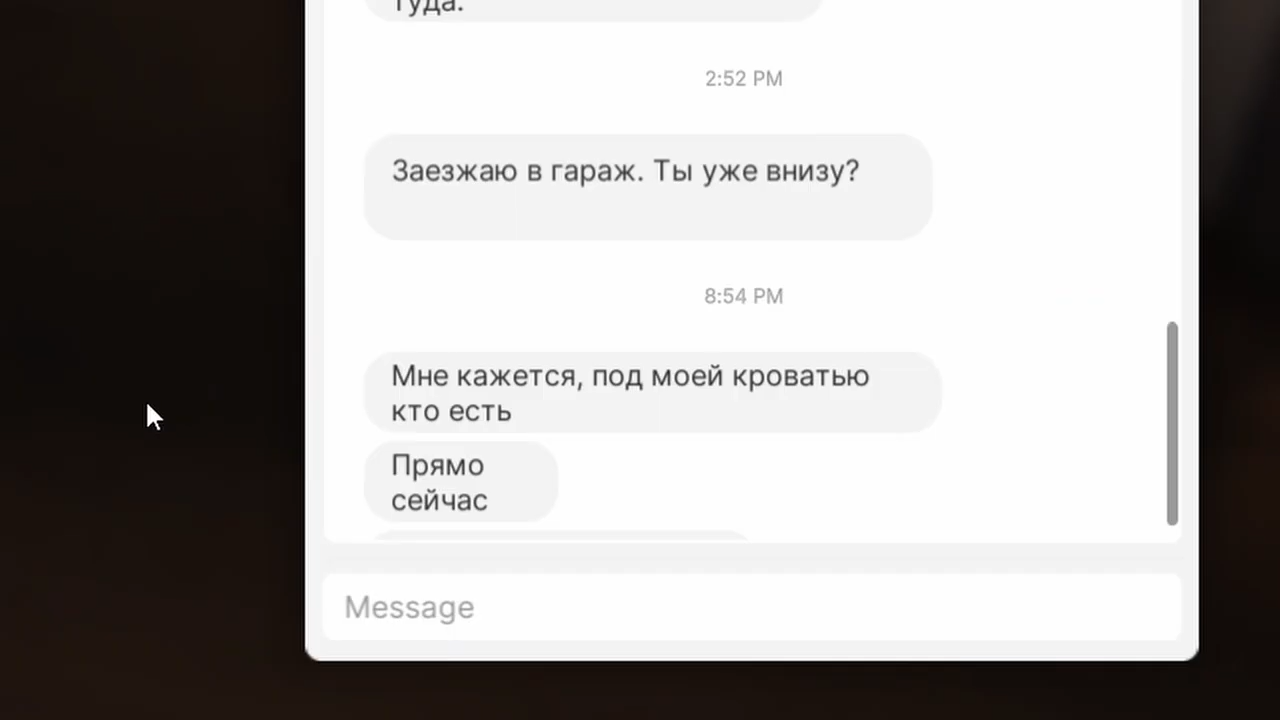 туда.
2:52 PM
Заезжаю в гараж. Ты уже внизу?
8:54 PM
Мне кажется, под моей кроватью
кто есть
Прямо
сейчас
Message